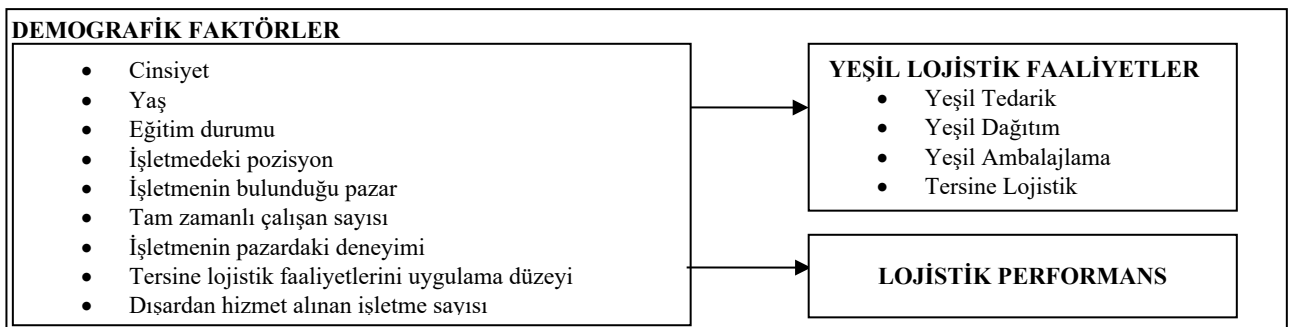 DEMOGRAFİK FAKTÖRLER
• Cinsiyet
• Yaş
• Eğitim durumu
• İşletmedeki pozisyon
• İşletmenin bulunduğu pazar
• Tam zamanlı çalışan sayısı
• İşletmenin pazardaki deneyimi
• Tersine lojistik faaliyetlerini uygulama düzeyi
• Dışardan hizmet alınan işletme sayısı
YEŞİL LOJİSTİK FAALİYETLER
• Yeşil Tedarik
• Yeşil Dağıtım
• Yeşil Ambalajlama
• Tersine Lojistik
LOJİSTİK PERFORMANS